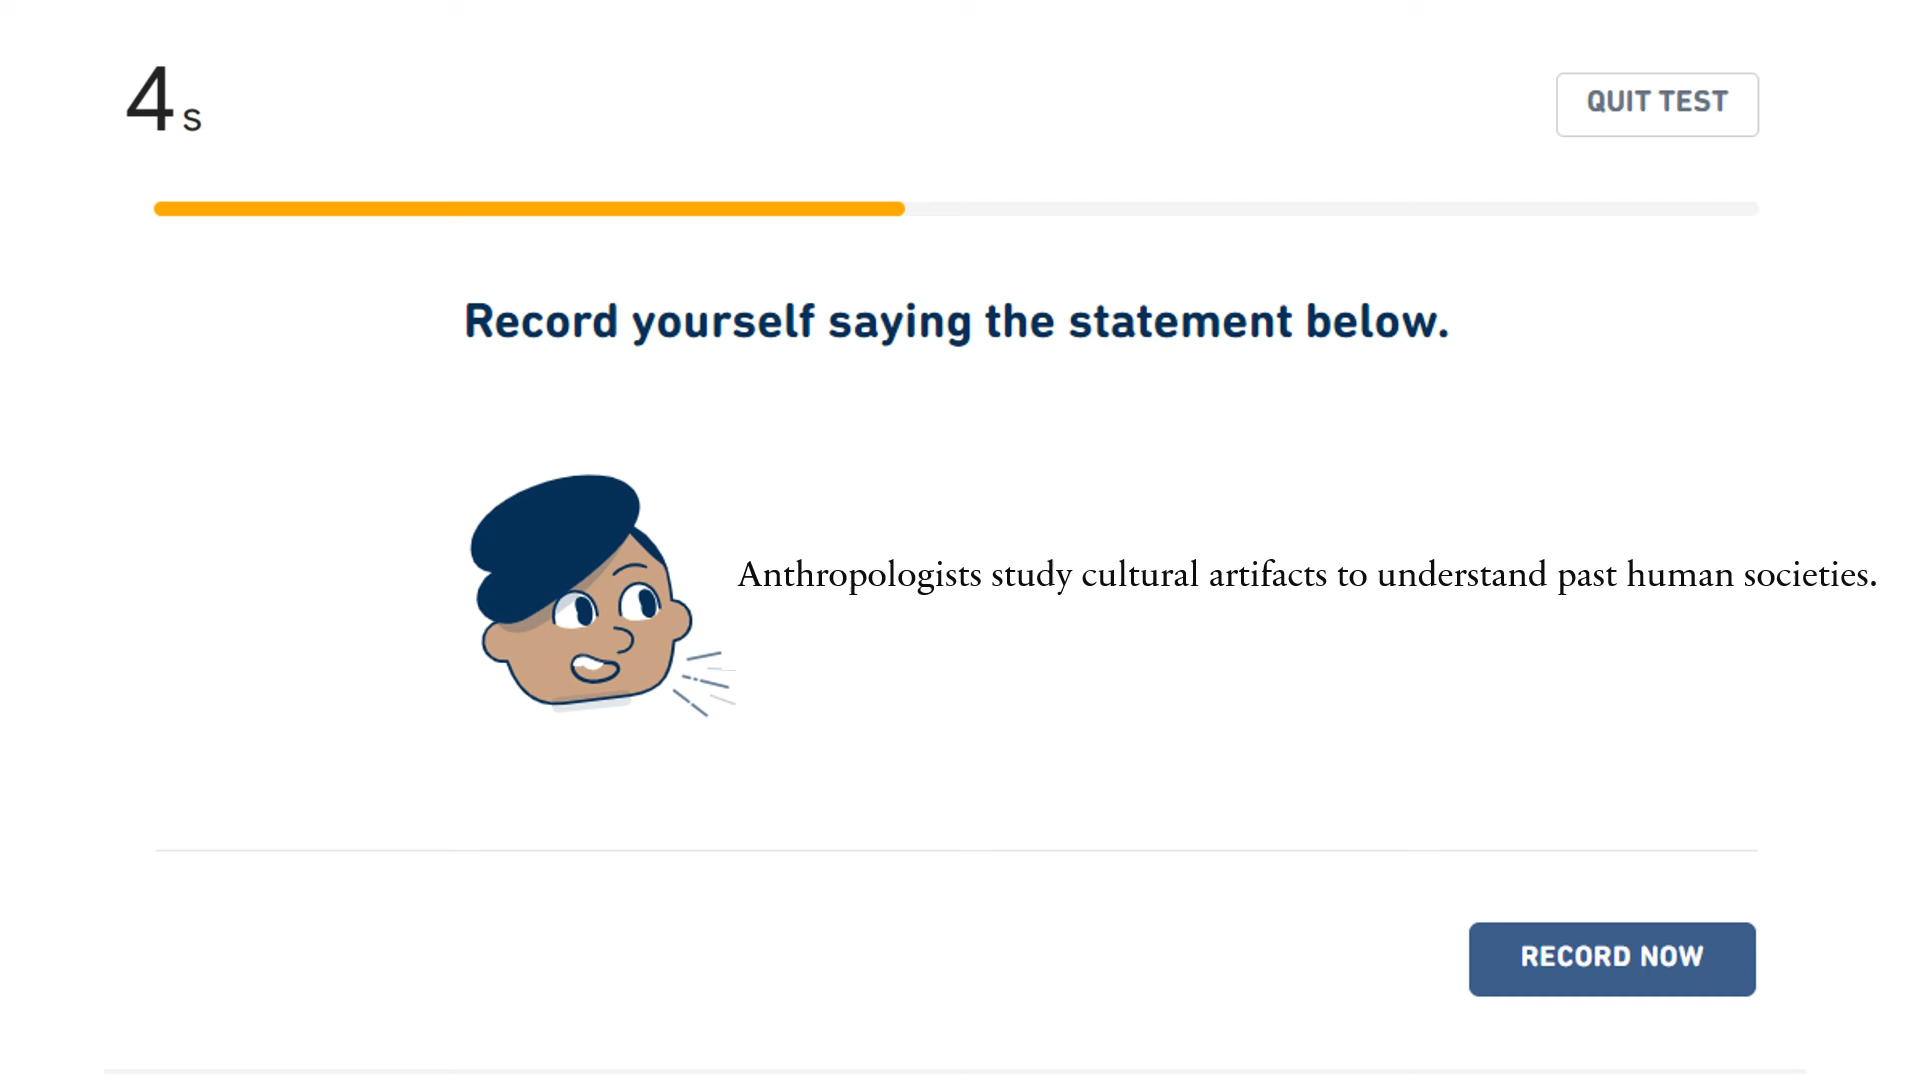 4 s
QUIT TEST
Record yourself saying the statement below.
Anthropologists study cultural artifacts to understand past human societies.
RECORD NOW